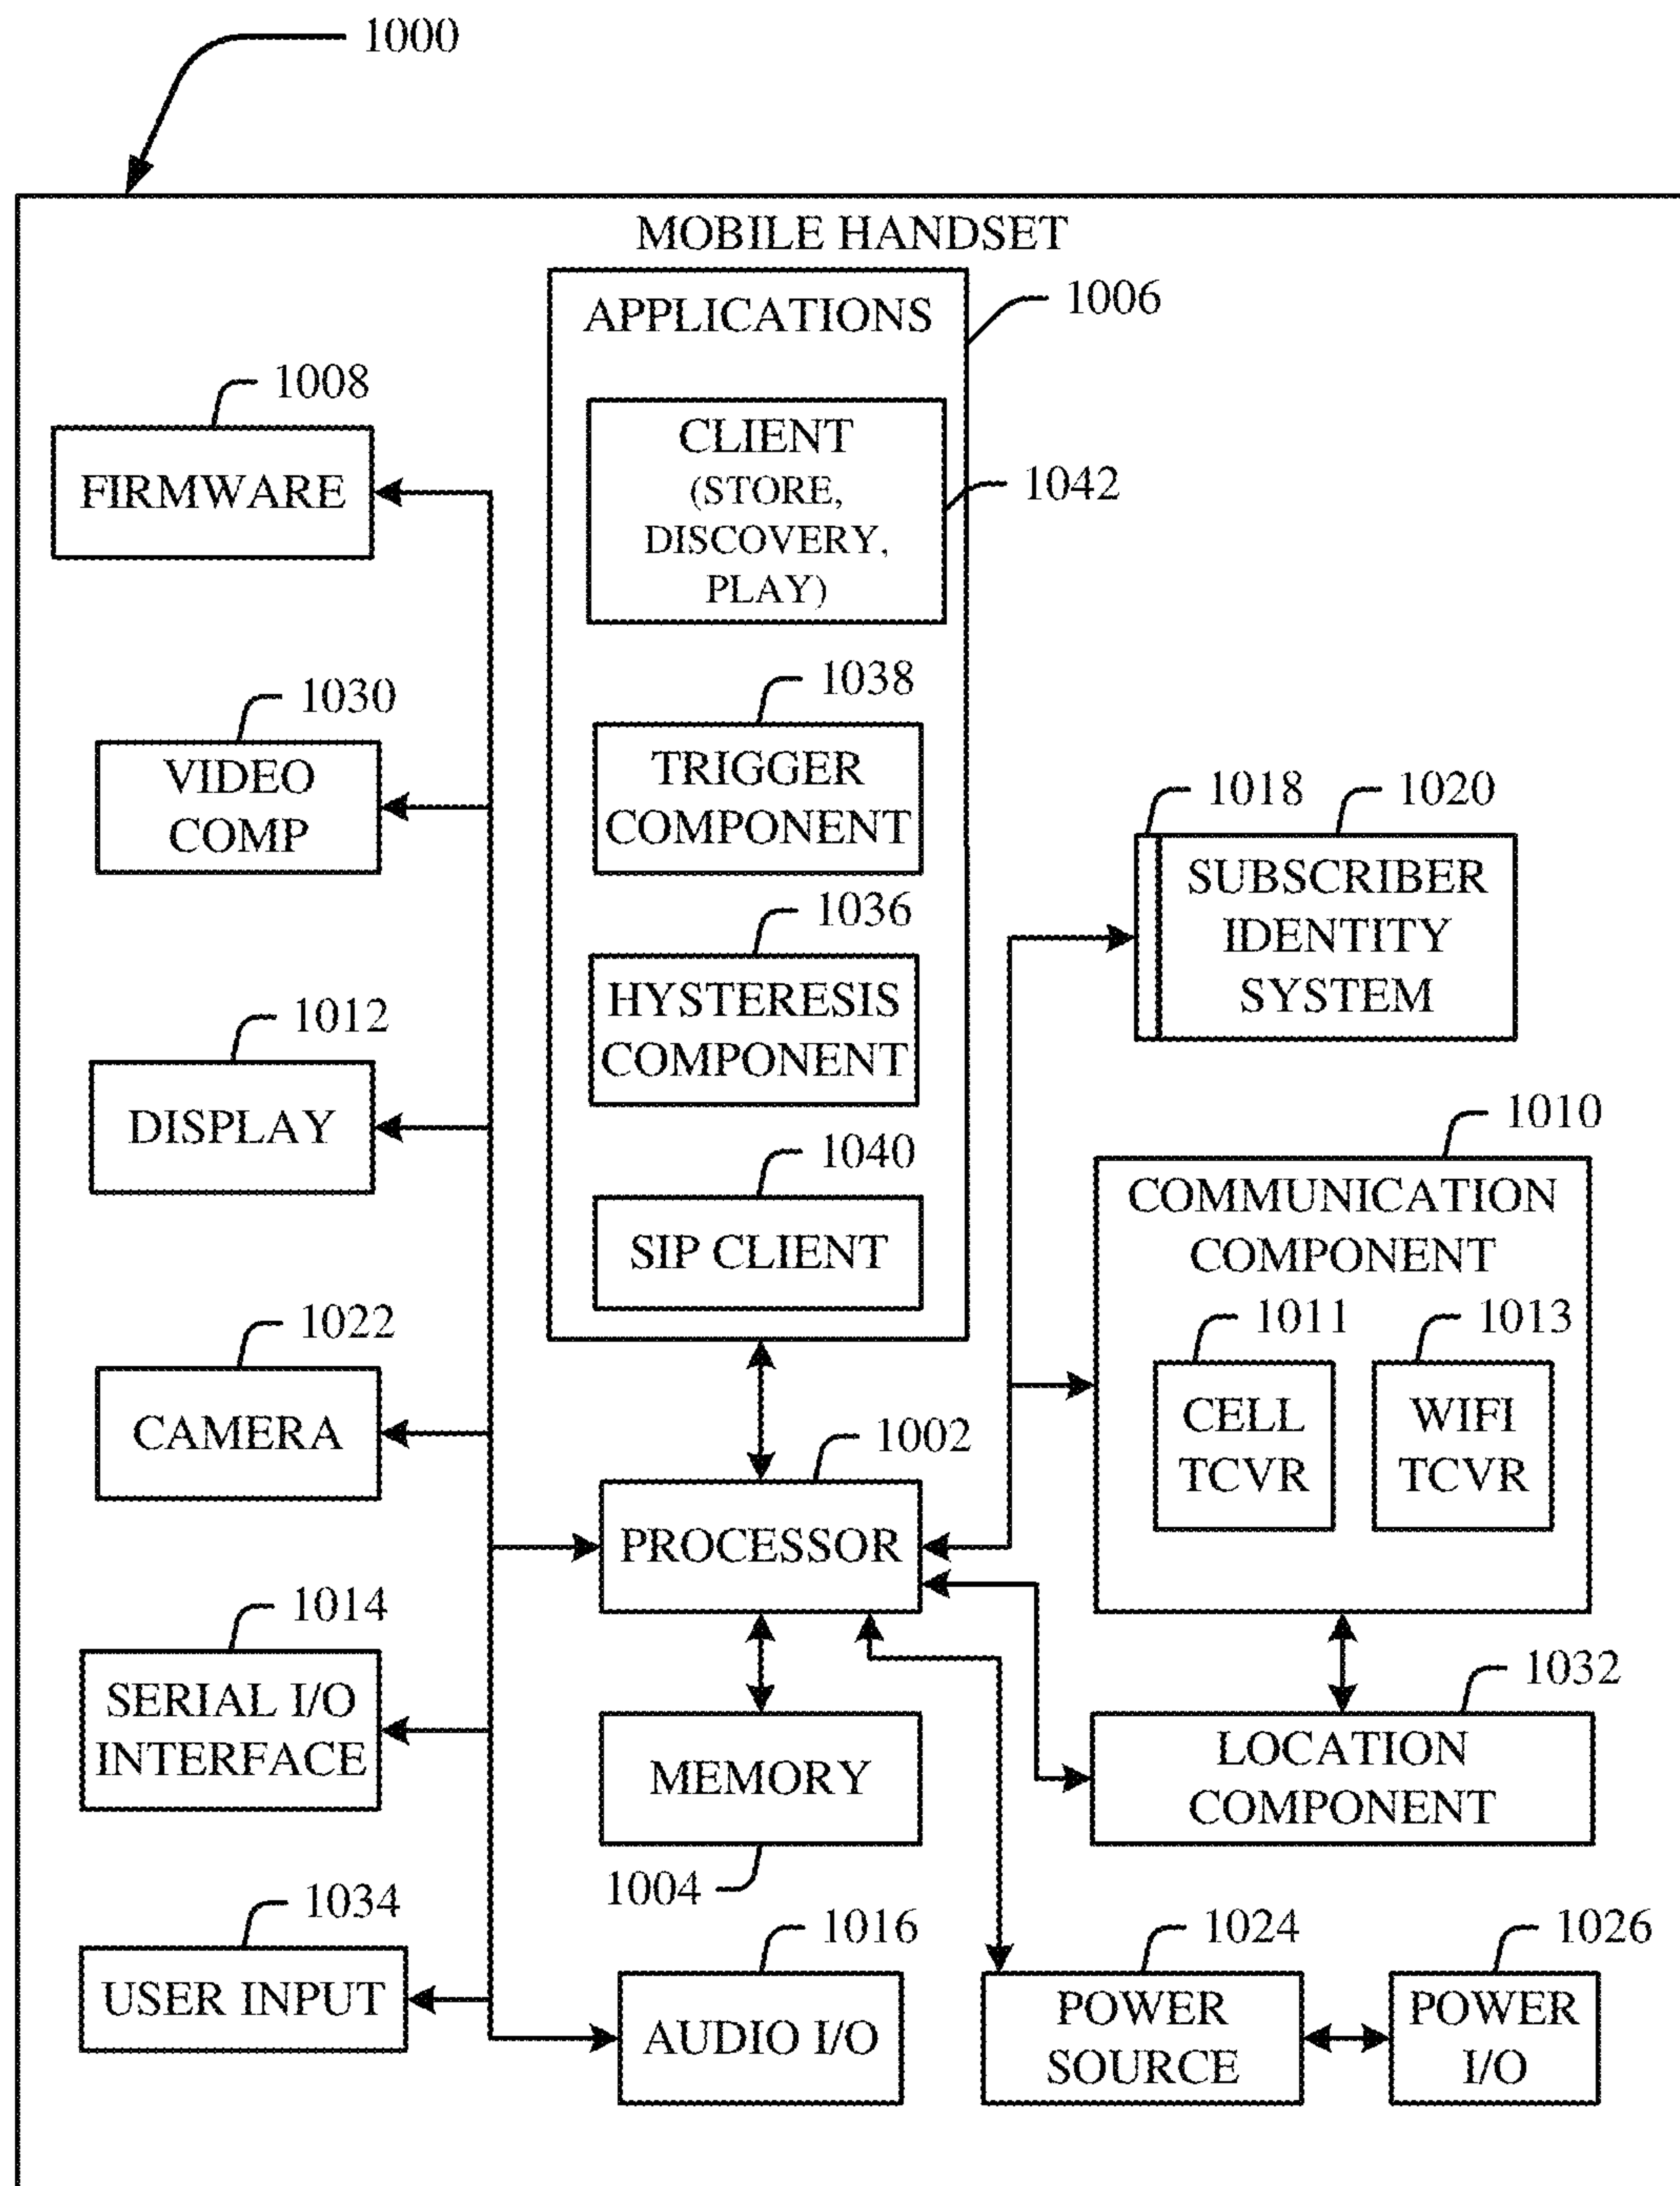 1000
MOBILE HANDSET
APPLICATIONS
1006
CLIENT
(STORE,
DISCOVERY,
PLAY)
1042
1008
FIRMWARE
1038
TRIGGER
COMPONENT
1030
VIDEO
COMP
1018
1020
SUBSCRIBER
IDENTITY
SYSTEM
1036
HYSTERESIS
COMPONENT
1012
DISPLAY
1040
SIP CLIENT
1010
COMMUNICATION
COMPONENT
1011
CELL
TCVR
1013
WIFI
TCVR
1022
CAMERA
1002
PROCESSOR
1014
SERIAL I/O
INTERFACE
MEMORY
1004
1032
LOCATION
COMPONENT
1034
USER INPUT
1016
AUDIO I/O
1024
POWER
SOURCE
1026
POWER
I/O